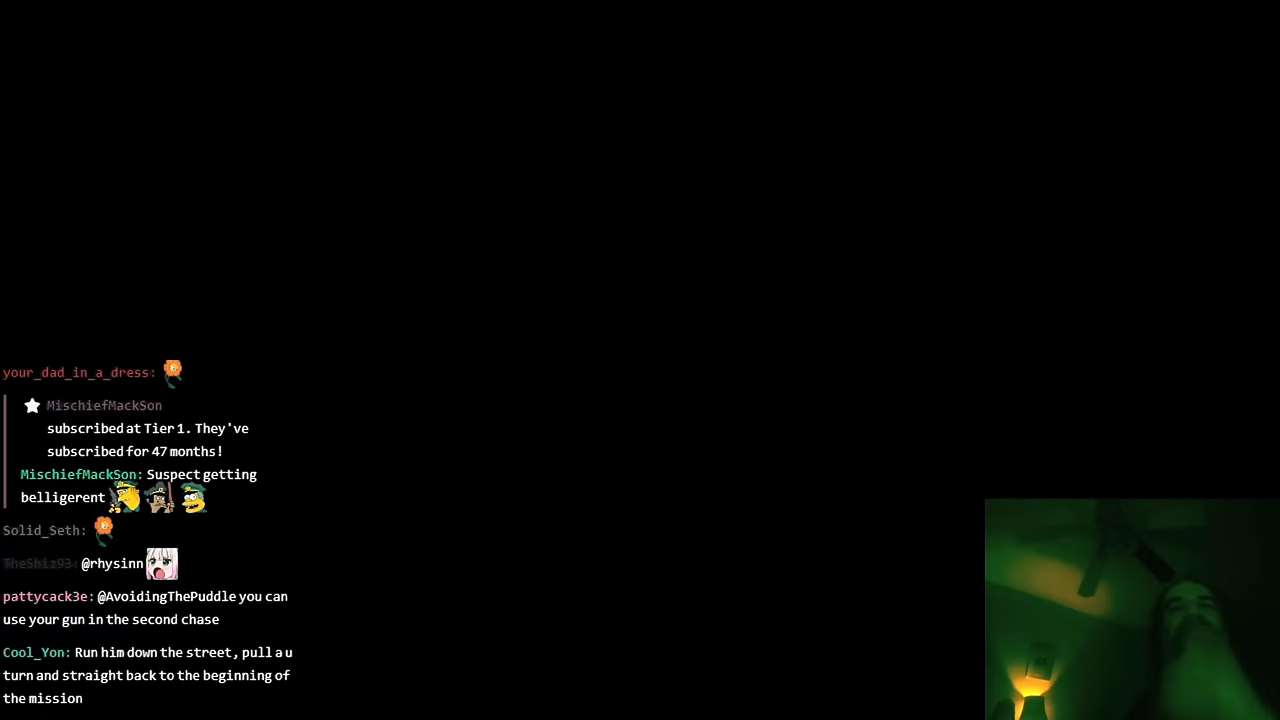 your_dad_in_a_dress:
MischiefMackSon
subscribed at Tier 1. They've
subscribed for 47 months!
MischiefMackSon: Suspect getting
belligerent
Solid_Seth:
TheShiz93: @rhysinn
pattycack3e: @AvoidingThePuddle you can
use your gun in the second chase
Cool_Yon: Run him down the street, pull a u
turn and straight back to the beginning of
the mission